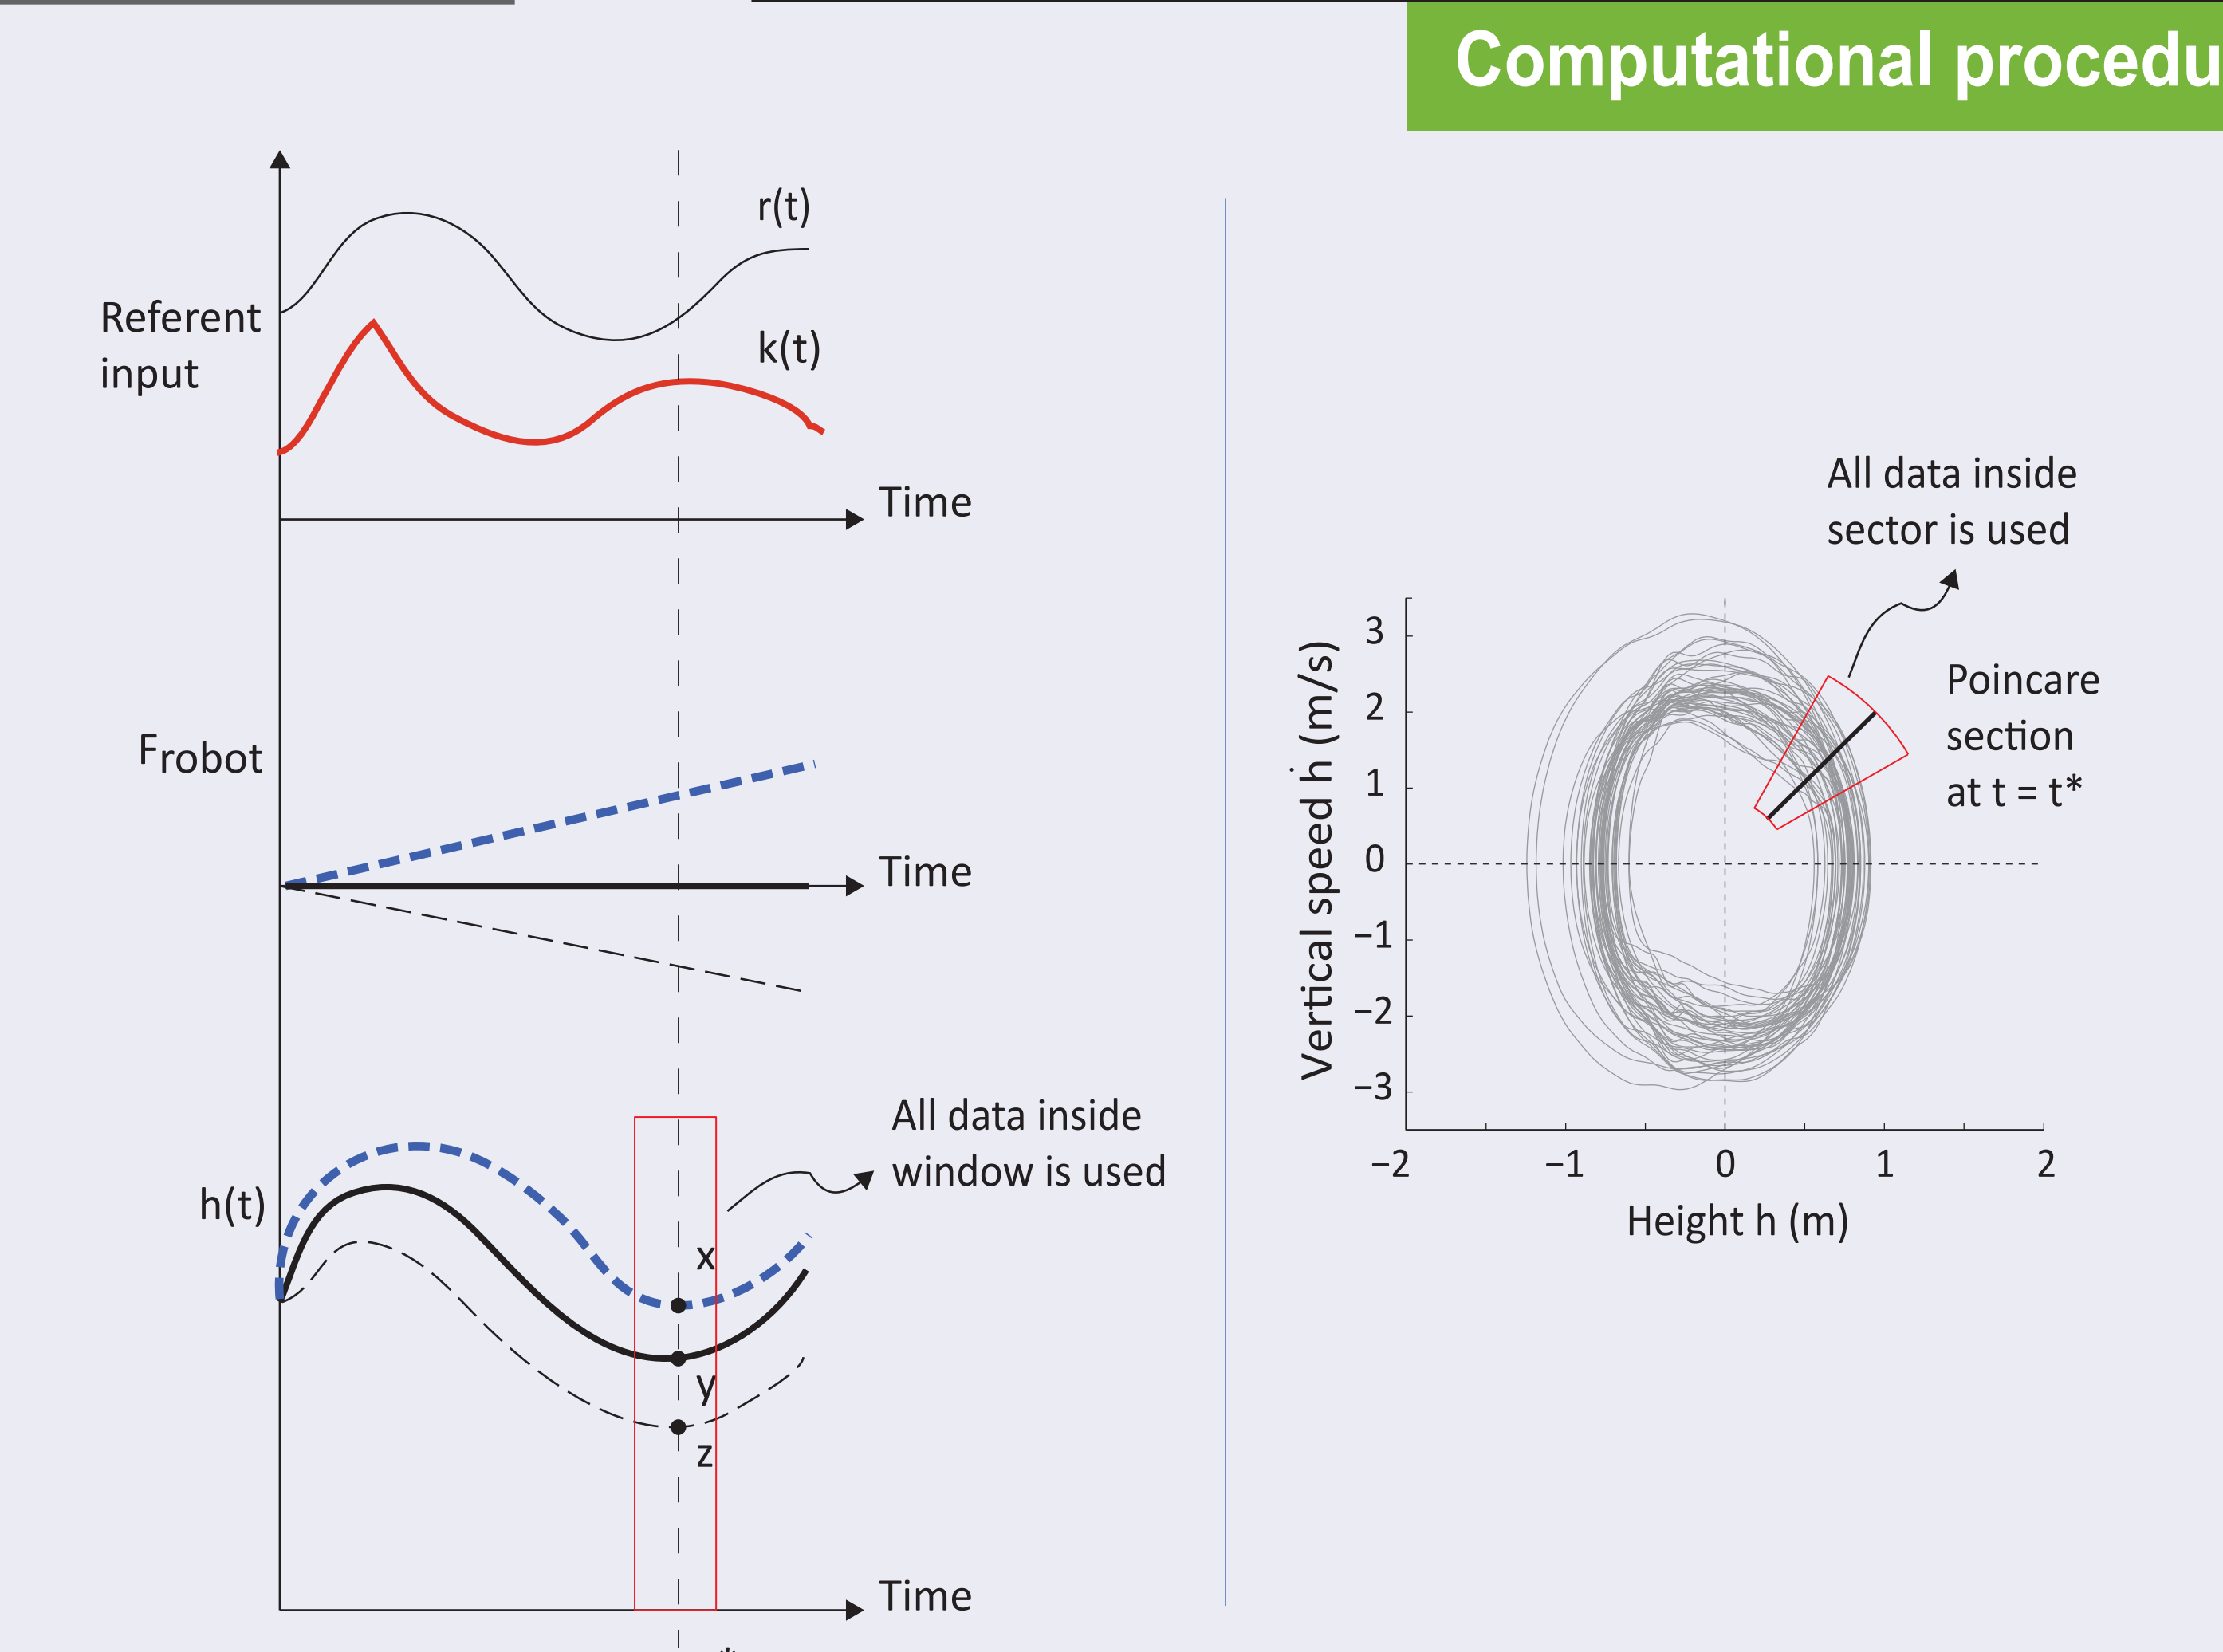 Computational procedu
r(t)
Referent
input
k(t)
Time
Frobot
Time
All data inside
window is used
h(t)
x
y
z
Time
*
All data inside
sector is used
Poincare
section
at t = t*
Vertical speed ḣ (m/s)
3
2
1
0
−1
−2
−3
−2 −1 0 1 2
Height h (m)